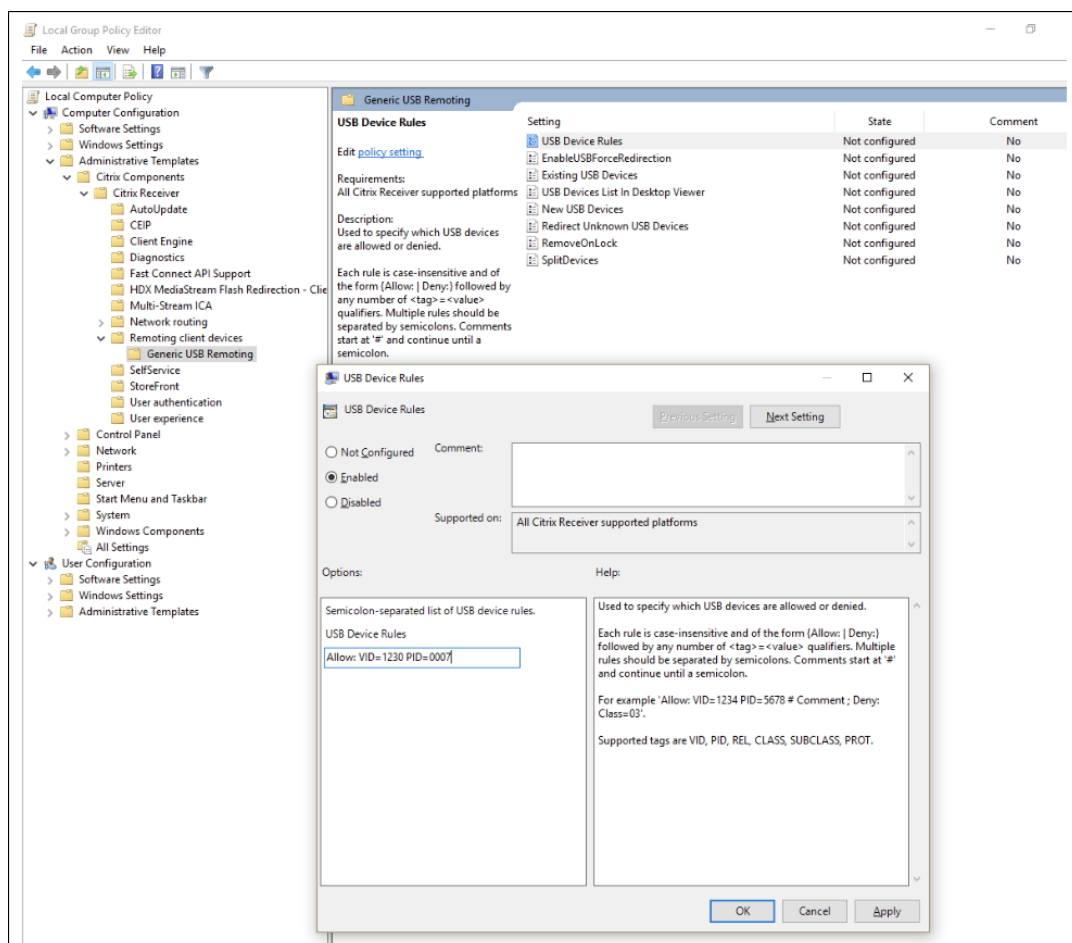 Local Group Policy Editor
File Action View Help
Local Computer Policy
Computer Configuration
Software Settings
Windows Settings
Administrative Templates
Citrix Components
Citrix Receiver
AutoUpdate
CEIP
Client Engine
Diagnostics
Fast Connect API Support
HDX MediaStream Flash Redirection - Clie
Multi-Stream ICA
Network routing
Remoting client devices
Generic USB Remoting
SelfService
StoreFront
User authentication
User experience
Control Panel
Network
Printers
Server
Start Menu and Taskbar
System
Windows Components
All Settings
User Configuration
Software Settings
Windows Settings
Administrative Templates
Generic USB Remoting
USB Device Rules
Edit policy setting
Requirements:
All Citrix Receiver supported platforms
Description:
Used to specify which USB devices
are allowed or denied.
Each rule is case-insensitive and of
the form {Allow: | Deny:} followed by
any number of <tag>=<value>
qualifiers. Multiple rules should be
separated by semicolons. Comments
start at '#' and continue until a
semicolon.
Setting State Comment
USB Device Rules Not configured No
EnableUSBForceRedirection Not configured No
Existing USB Devices Not configured No
USB Devices List In Desktop Viewer Not configured No
New USB Devices Not configured No
Redirect Unknown USB Devices Not configured No
RemoveOnLock Not configured No
SplitDevices Not configured No
USB Device Rules
USB Device Rules
Previous Setting Next Setting
Not Configured Comment:
Enabled
Disabled
Supported on: All Citrix Receiver supported platforms
Options: Help:
Semicolon-separated list of USB device rules.
USB Device Rules
Allow: VID=1230 PID=0007
Used to specify which USB devices are allowed or denied.
Each rule is case-insensitive and of the form {Allow: | Deny:}
followed by any number of <tag>=<value> qualifiers. Multiple
rules should be separated by semicolons. Comments start at '#'
and continue until a semicolon.
For example 'Allow: VID=1234 PID=5678 # Comment ; Deny:
Class=03'.
Supported tags are VID, PID, REL, CLASS, SUBCLASS, PROT.
OK Cancel Apply